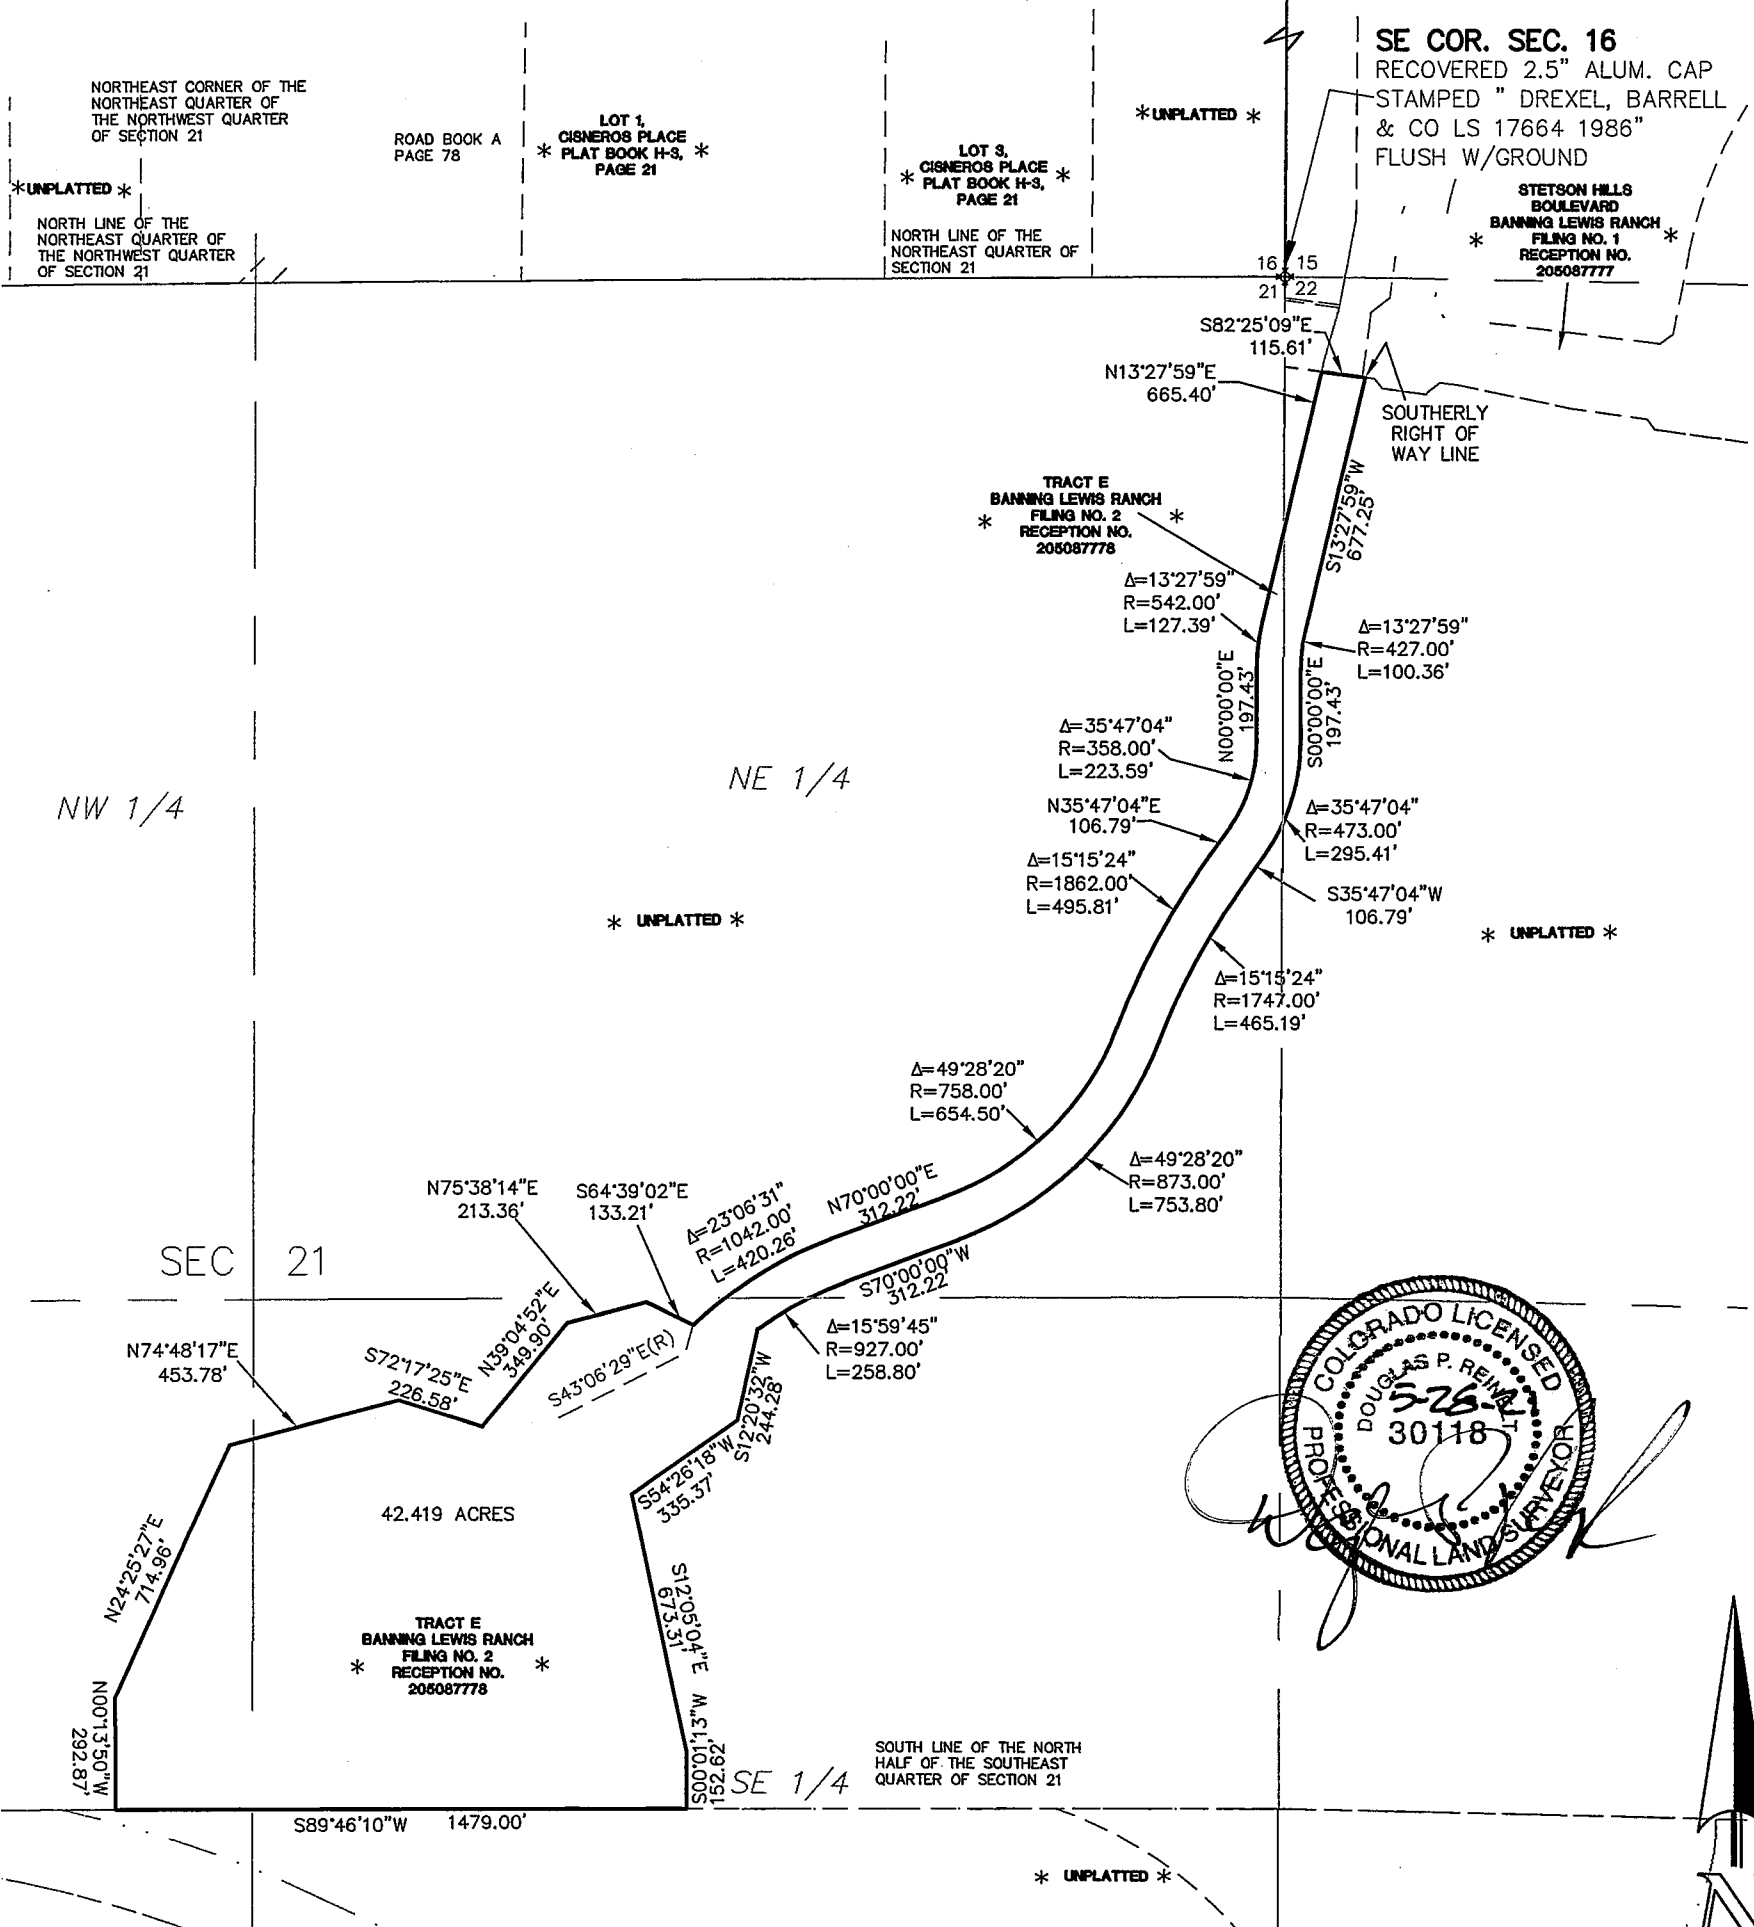 SE COR. SEC. 16
RECOVERED 2.5" ALUM. CAP
STAMPED " DREXEL, BARRELL
& CO LS 17664 1986"
FLUSH W/GROUND
NORTHEAST CORNER OF THE
NORTHEAST QUARTER OF
THE NORTHWEST QUARTER
OF SECTION 21
ROAD BOOK A
PAGE 78
LOT 1,
CISNEROS PLACE
* PLAT BOOK H-3, *
PAGE 21
LOT 3,
CISNEROS PLACE
* PLAT BOOK H-3, *
PAGE 21
* UNPLATTED *
* UNPLATTED *
NORTH LINE OF THE
NORTHEAST QUARTER OF
THE NORTHWEST QUARTER
OF SECTION 21
NORTH LINE OF THE
NORTHEAST QUARTER OF
SECTION 21
STETSON HILLS
BOULEVARD
BANNING LEWIS RANCH
* FILING NO. 1 *
RECEPTION NO.
205087777
16 15
21 22
S82°25'09"E
115.61'
N13°27'59"E
665.40'
SOUTHERLY
RIGHT OF
WAY LINE
S13°27'59"W
677.25'
TRACT E
BANNING LEWIS RANCH
* FILING NO. 2 *
RECEPTION NO.
205087778
Δ=13°27'59"
R=542.00'
L=127.39'
Δ=13°27'59"
R=427.00'
L=100.36'
N00°00'00"E
197.43'
S00°00'00"E
197.43'
Δ=35°47'04"
R=358.00'
L=223.59'
NE 1/4
NW 1/4
N35°47'04"E
106.79'
Δ=35°47'04"
R=473.00'
L=295.41'
Δ=15°15'24"
R=1862.00'
L=495.81'
S35°47'04"W
106.79'
* UNPLATTED *
* UNPLATTED *
Δ=15°15'24"
R=1747.00'
L=465.19'
Δ=49°28'20"
R=758.00'
L=654.50'
Δ=49°28'20"
R=873.00'
L=753.80'
N75°38'14"E
213.36'
S64°39'02"E
133.21'
Δ=23°06'31"
R=1042.00'
L=420.26'
N70°00'00"E
312.22'
S70°00'00"W
312.22'
SEC 21
N74°48'17"E
453.78'
S72°17'25"E
226.58'
N39°04'52"E
349.90'
S43°06'29"E(R)
Δ=15°59'45"
R=927.00'
L=258.80'
S12°20'32"W
244.28'
S54°26'18"W
335.37'
42.419 ACRES
N24°25'27"E
714.96'
S12°05'04"E
673.31'
TRACT E
BANNING LEWIS RANCH
FILING NO. 2
* RECEPTION NO. *
205087778
N00°13'50"W
292.87'
S00°01'13"W
152.62'
SE 1/4
SOUTH LINE OF THE NORTH
HALF OF THE SOUTHEAST
QUARTER OF SECTION 21
S89°46'10"W 1479.00'
* UNPLATTED *
COLORADO LICENSED
DOUGLAS P. REIN
30118
PROFESSIONAL LAND SURVEYOR
N